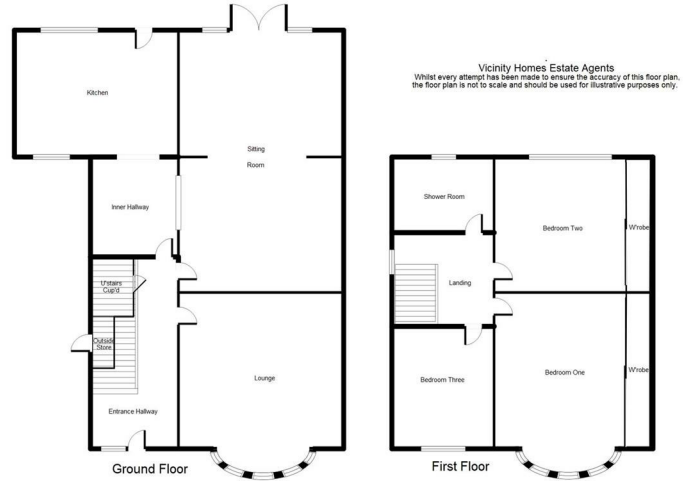 Vicinity Homes Estate Agents
Whilst every attempt has been made to ensure the accuracy of this floor plan,
the floor plan is not to scale and should be used for illustrative purposes only.
Kitchen
Sitting
Room
Inner Hallway
U'stairs
Cup'd
Outside
Store
Lounge
Entrance Hallway
Ground Floor
Shower Room
Bedroom Two
W'robe
Landing
Bedroom One
W'robe
Bedroom Three
First Floor